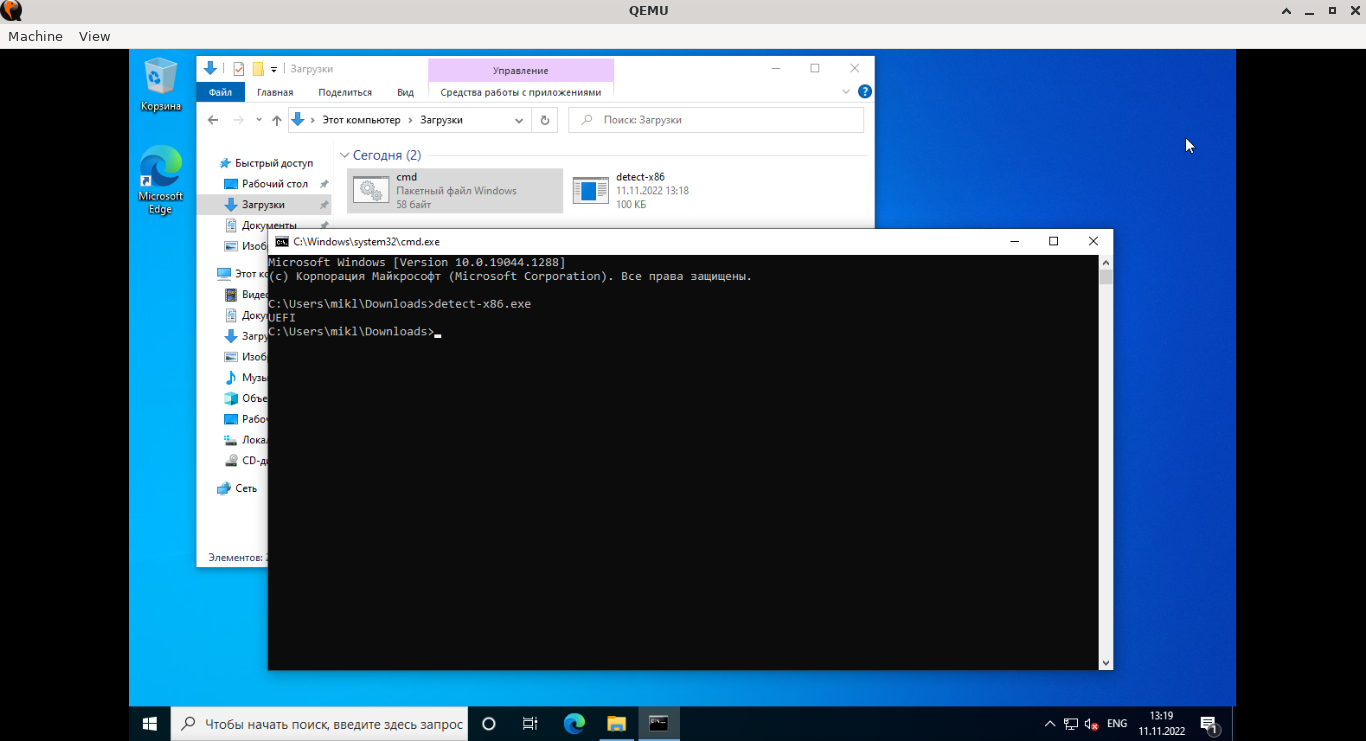 QEMU
Machine View
Корзина
Microsoft
Edge
Загрузки
Управление
Файл Главная Поделиться Вид Средства работы с приложениями
Этот компьютер Загрузки
Поиск: Загрузки
Быстрый доступ
Рабочий стол
Загрузки
Документы
Изоб
Этот к
Видео
Доку
Загру
Изоб
Музы
Объе
Рабоч
Лока
CD-д
Сеть
Элементов: 2
Сегодня (2)
cmd
Пакетный файл Windows
58 байт
detect-x86
11.11.2022 13:18
100 КБ
C:\Windows\system32\cmd.exe
Microsoft Windows [Version 10.0.19044.1288]
(c) Корпорация Майкрософт (Microsoft Corporation). Все права защищены.
C:\Users\mikl\Downloads>detect-x86.exe
UEFI
C:\Users\mikl\Downloads>
Чтобы начать поиск, введите здесь запрос
ENG
13:19
11.11.2022
1